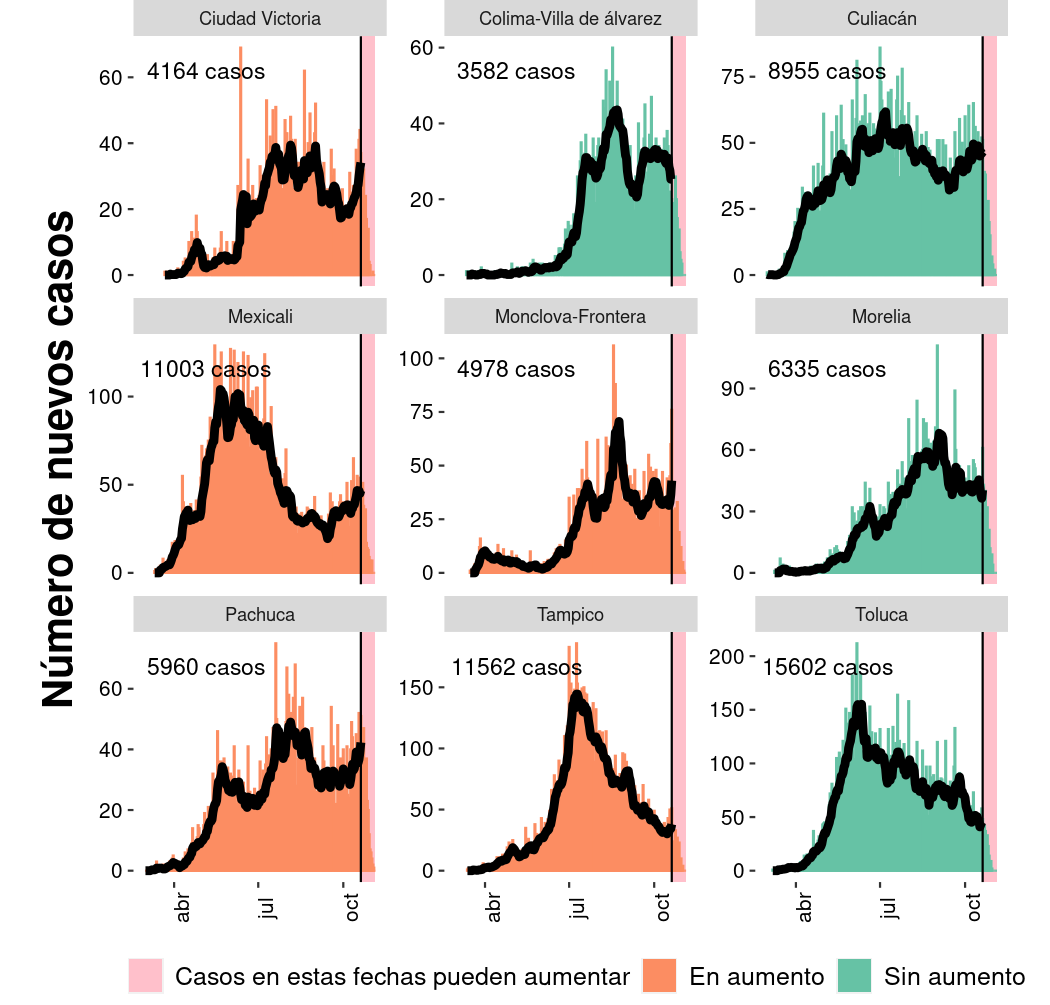 Número de nuevos casos
Ciudad Victoria
Colima-Villa de álvarez
Culiacán
4164 casos
3582 casos
8955 casos
60
40
20
0
60
40
20
0
75
50
25
0
Mexicali
Monclova-Frontera
Morelia
11003 casos
4978 casos
6335 casos
100
50
0
100
75
50
25
0
90
60
30
0
Pachuca
Tampico
Toluca
5960 casos
11562 casos
15602 casos
60
40
20
0
150
100
50
0
200
150
100
50
0
abr
jul
oct
abr
jul
oct
abr
jul
oct
Casos en estas fechas pueden aumentar
En aumento
Sin aumento